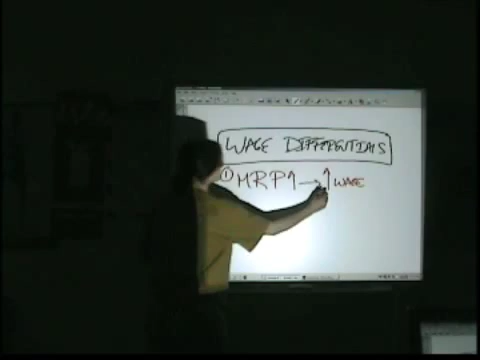 WAGE DIFFERENTIALS
① MRP↑ → ↑ WAGE